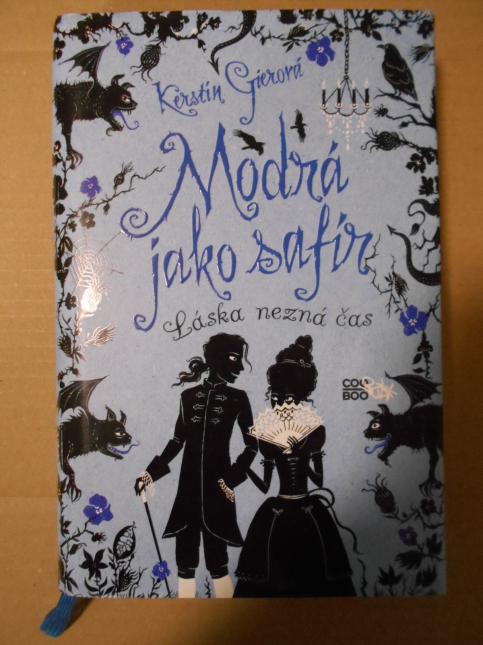 Kerstin Gierová
Modrá
jako safír
Láska nezná čas
COO
BOO